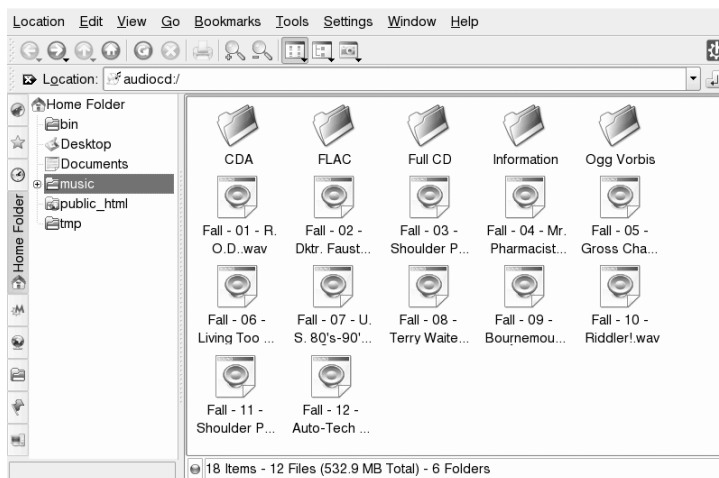 Location Edit View Go Bookmarks Tools Settings Window Help
Location: audiocd:/
Home Folder
Home Folder
bin
Desktop
Documents
music
public_html
tmp
CDA FLAC Full CD Information Ogg Vorbis
Fall - 01 - R. Fall - 02 - Fall - 03 - Fall - 04 - Mr. Fall - 05 -
O.D..wav Dktr. Faust... Shoulder P... Pharmacist... Gross Cha...
Fall - 06 - Fall - 07 - U. Fall - 08 - Fall - 09 - Fall - 10 -
Living Too ... S. 80's-90'... Terry Waite... Bournemou... Riddler!.wav
Fall - 11 - Fall - 12 -
Shoulder P... Auto-Tech ...
18 Items - 12 Files (532.9 MB Total) - 6 Folders